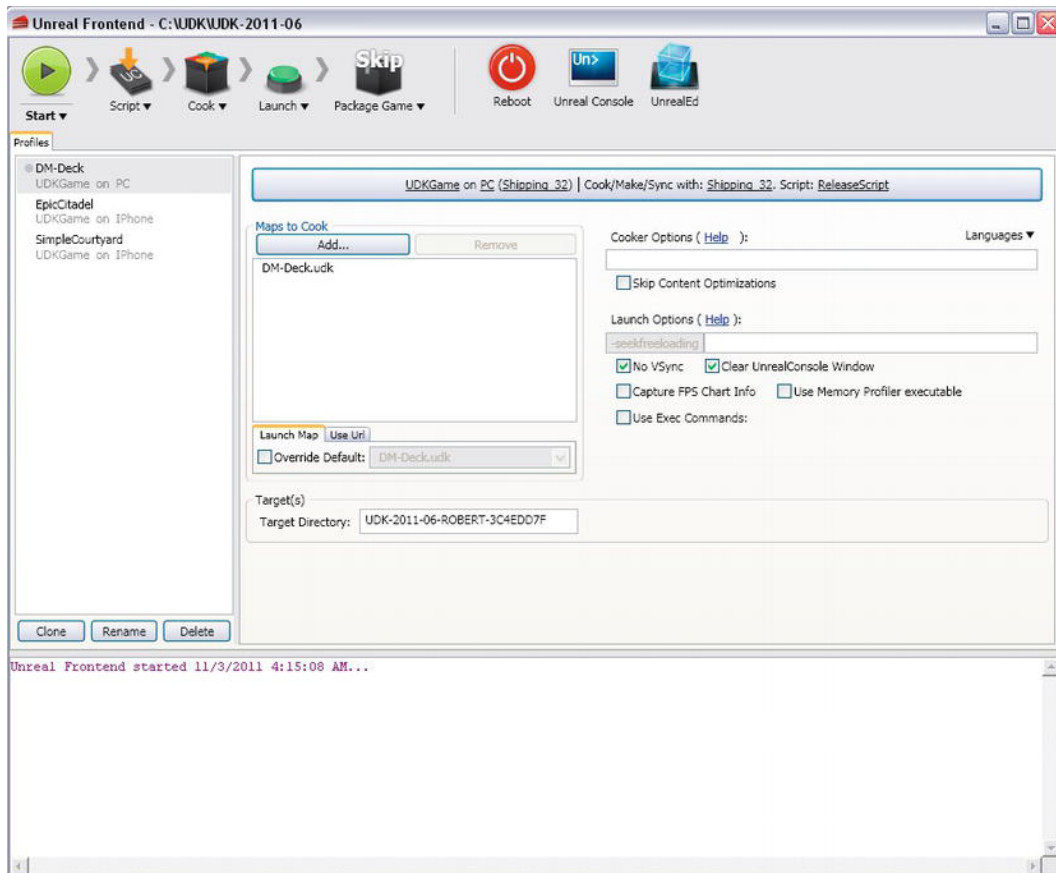 Unreal Frontend - C:\UDK\UDK-2011-06
Skip
UC
Un>
Start ▼
Script ▼
Cook ▼
Launch ▼
Package Game ▼
Reboot
Unreal Console
UnrealEd
Profiles
DM-Deck
UDKGame on PC
EpicCitadel
UDKGame on IPhone
SimpleCourtyard
UDKGame on IPhone
Clone
Rename
Delete
UDKGame on PC (Shipping_32) | Cook/Make/Sync with: Shipping_32. Script: ReleaseScript
Maps to Cook
Add...
Remove
DM-Deck.udk
Launch Map
Use Url
Override Default:
DM-Deck.udk
Cooker Options ( Help ):
Languages ▼
Skip Content Optimizations
Launch Options ( Help ):
-seekfreeloading
No VSync
Clear UnrealConsole Window
Capture FPS Chart Info
Use Memory Profiler executable
Use Exec Commands:
Target(s)
Target Directory:
UDK-2011-06-ROBERT-3C4EDD7F
Unreal Frontend started 11/3/2011 4:15:08 AM...